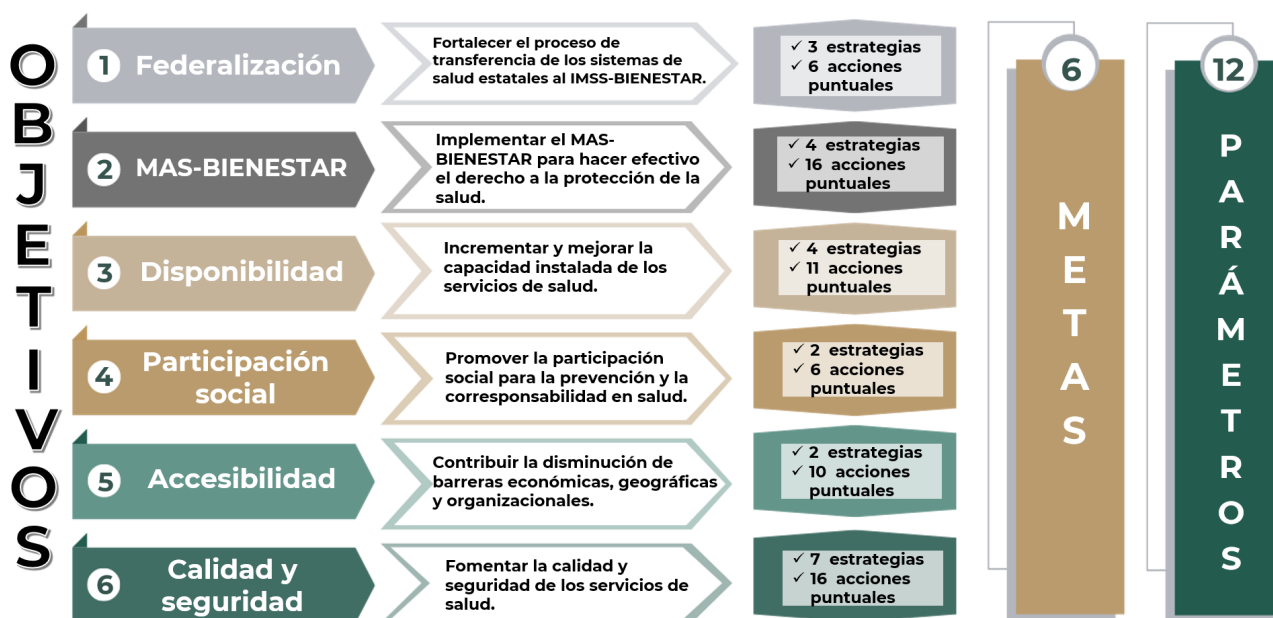 OBJETIVOS
1 Federalización
Fortalecer el proceso de
transferencia de los sistemas de
salud estatales al IMSS-BIENESTAR.
✓ 3 estrategias
✓ 6 acciones
puntuales
2 MAS-BIENESTAR
Implementar el MAS-
BIENESTAR para hacer efectivo
el derecho a la protección de la
salud.
✓ 4 estrategias
✓ 16 acciones
puntuales
3 Disponibilidad
Incrementar y mejorar la
capacidad instalada de los
servicios de salud.
✓ 4 estrategias
✓ 11 acciones
puntuales
4 Participación
social
Promover la participación
social para la prevención y la
corresponsabilidad en salud.
✓ 2 estrategias
✓ 6 acciones
puntuales
5 Accesibilidad
Contribuir la disminución de
barreras económicas, geográficas
y organizacionales.
✓ 2 estrategias
✓ 10 acciones
puntuales
6 Calidad y
seguridad
Fomentar la calidad y
seguridad de los servicios de
salud.
✓ 7 estrategias
✓ 16 acciones
puntuales
6
METAS
12
PARÁMETROS